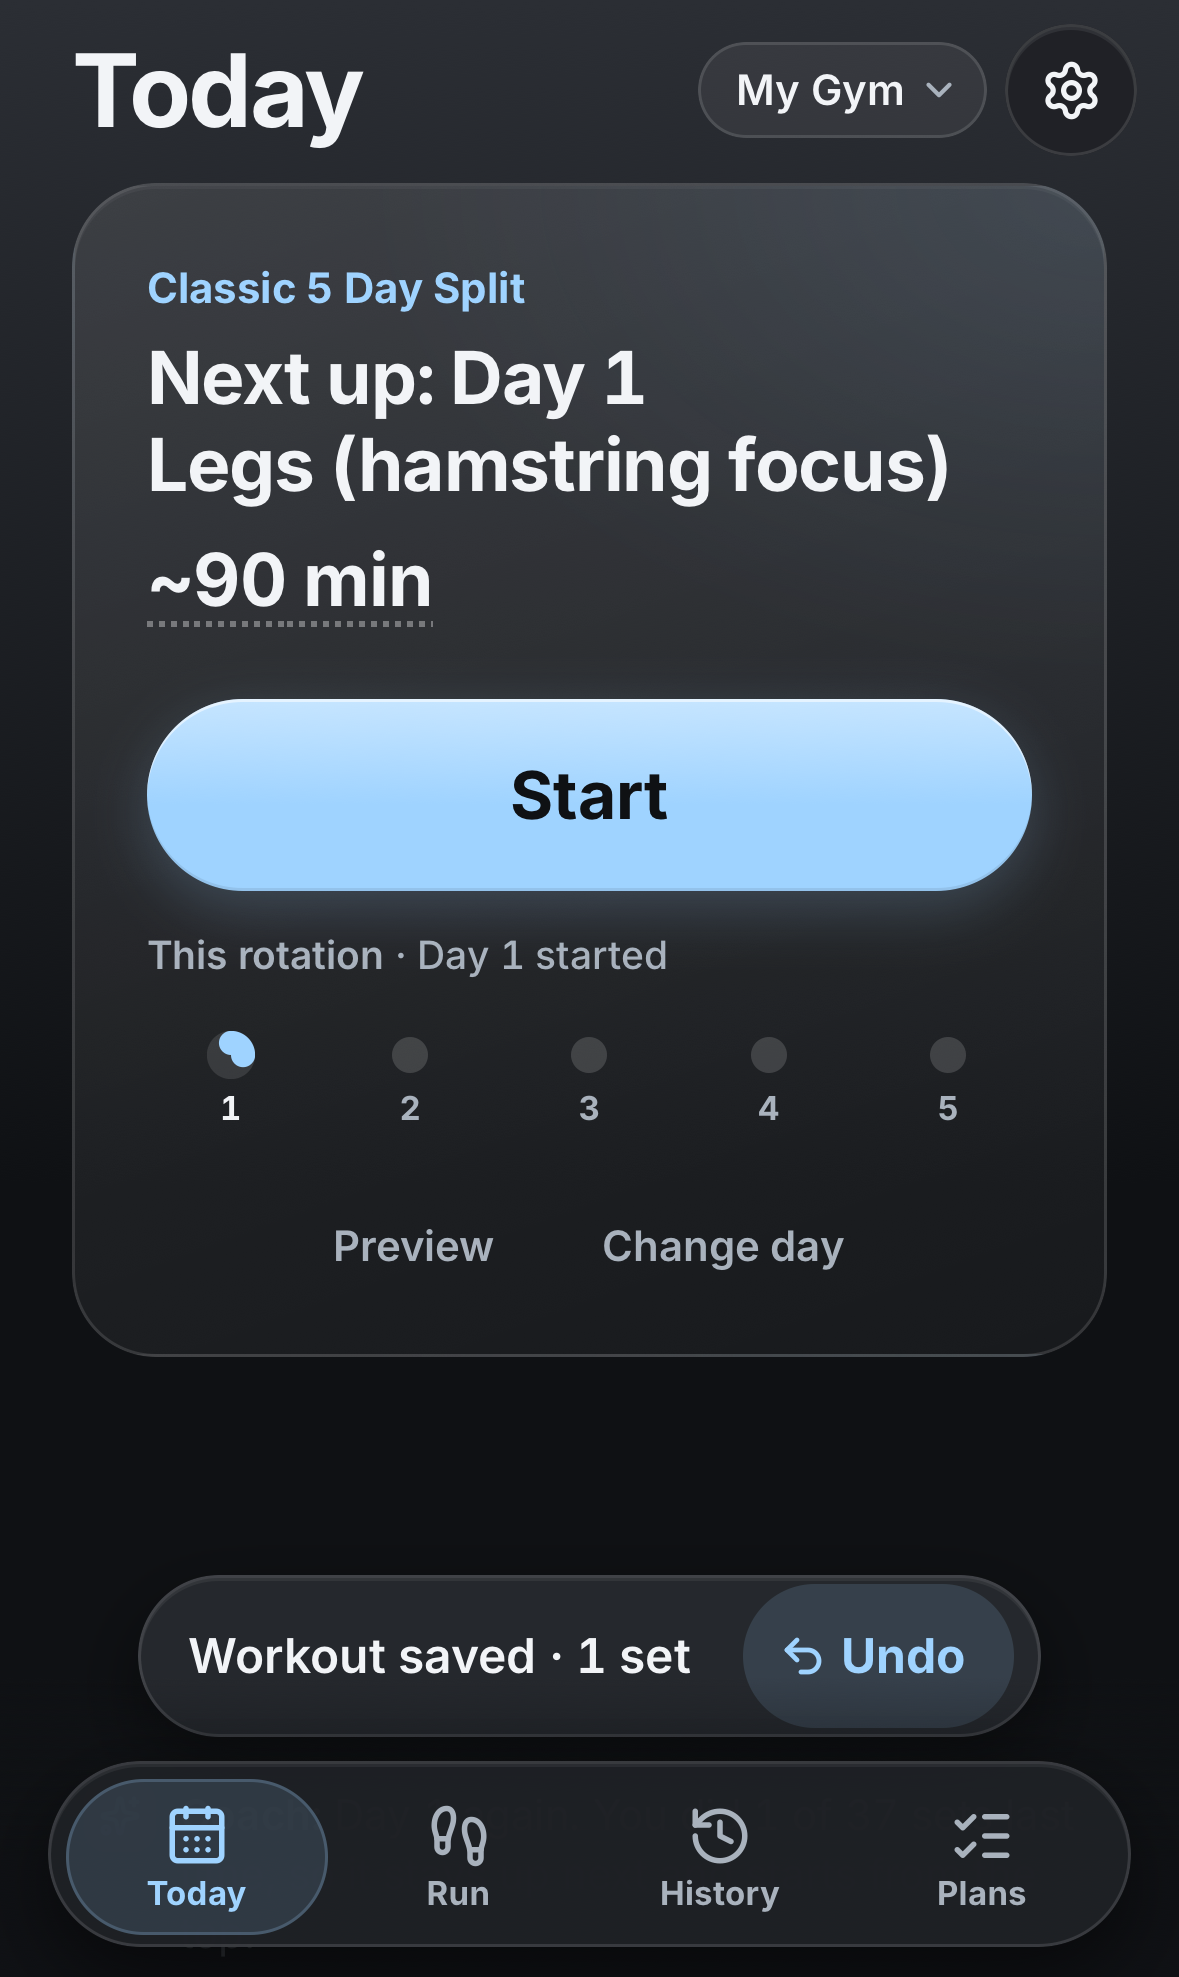 Today
My Gym
Classic 5 Day Split
Next up: Day 1
Legs (hamstring focus)
~90 min
Start
This rotation · Day 1 started
1 2 3 4 5
Preview Change day
Workout saved · 1 set Undo
Today Run History Plans